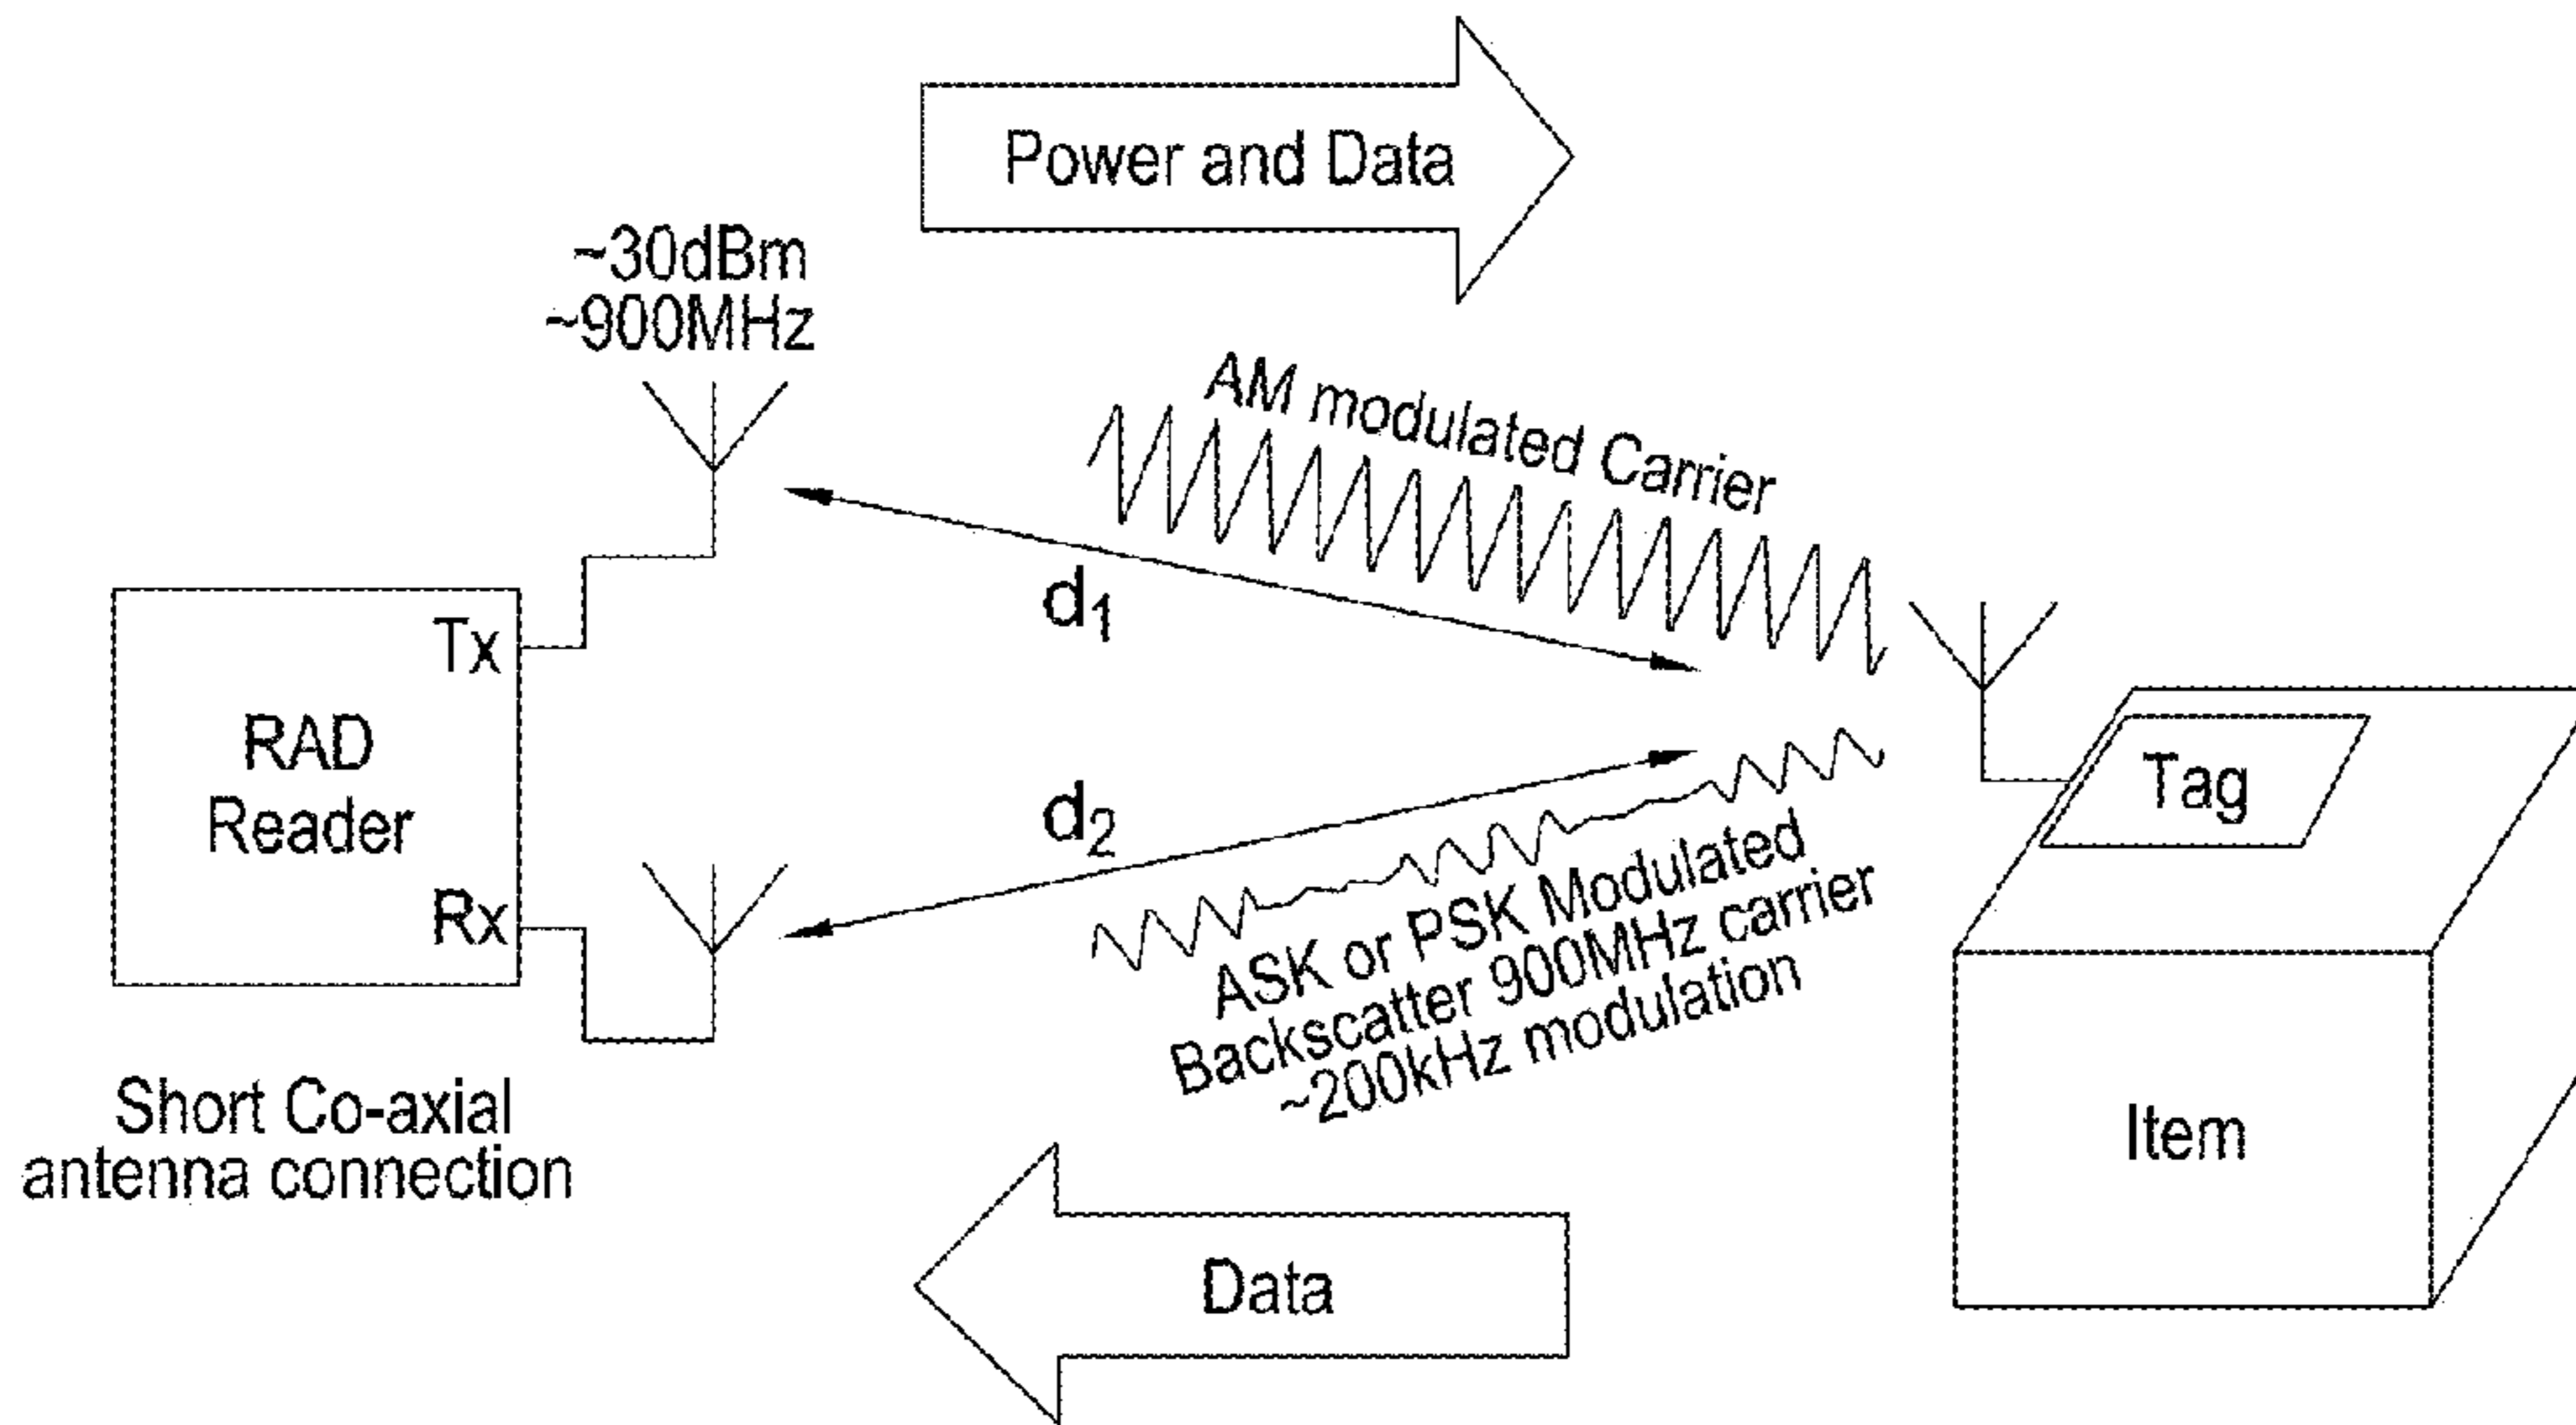 Power and Data
~30dBm
~900MHz
AM modulated Carrier
Tx
d₁
RAD
Reader
Tag
d₂
Rx
ASK or PSK Modulated
Backscatter 900MHz carrier
~200kHz modulation
Short Co-axial
antenna connection
Item
Data